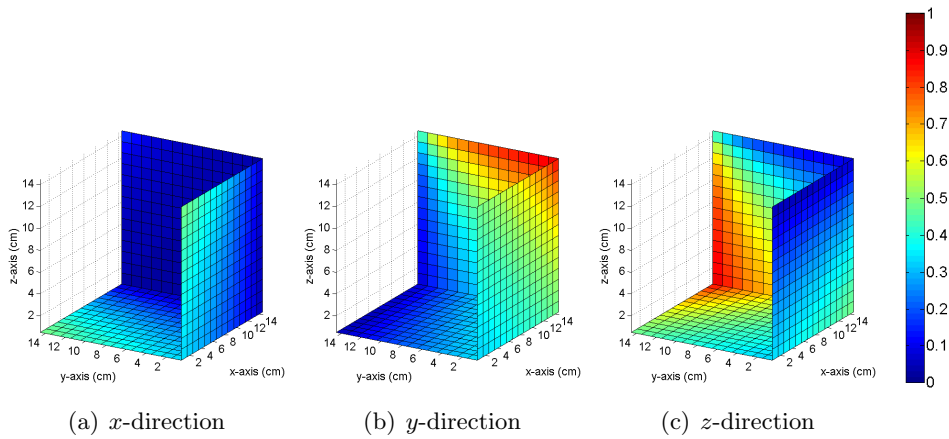 14
12
10
8
6
4
2
z-axis (cm)
14 12 10 8 6 4 2
y-axis (cm)
2 4 6 8 10 12 14
x-axis (cm)
(a) x-direction
14
12
10
8
6
4
2
z-axis (cm)
14 12 10 8 6 4 2
y-axis (cm)
2 4 6 8 10 12 14
x-axis (cm)
(b) y-direction
14
12
10
8
6
4
2
z-axis (cm)
14 12 10 8 6 4 2
y-axis (cm)
2 4 6 8 10 12 14
x-axis (cm)
(c) z-direction
1
0.9
0.8
0.7
0.6
0.5
0.4
0.3
0.2
0.1
0